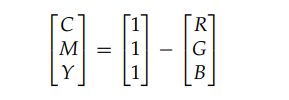 [C] = [1] − [R]
[M] = [1] − [G]
[Y] = [1] − [B]